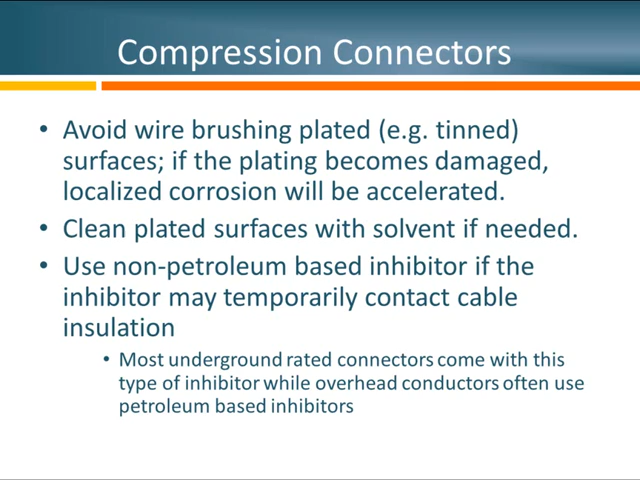 Compression Connectors
• Avoid wire brushing plated (e.g. tinned)
surfaces; if the plating becomes damaged,
localized corrosion will be accelerated.
• Clean plated surfaces with solvent if needed.
• Use non-petroleum based inhibitor if the
inhibitor may temporarily contact cable
insulation
• Most underground rated connectors come with this
type of inhibitor while overhead conductors often use
petroleum based inhibitors